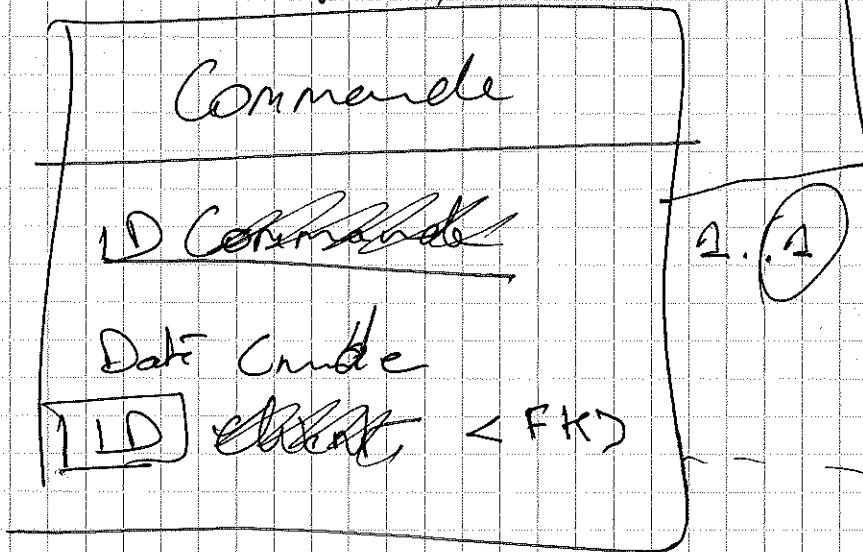 Commande
ID Commande
1..1
Date Cmde
ID Client <FK>